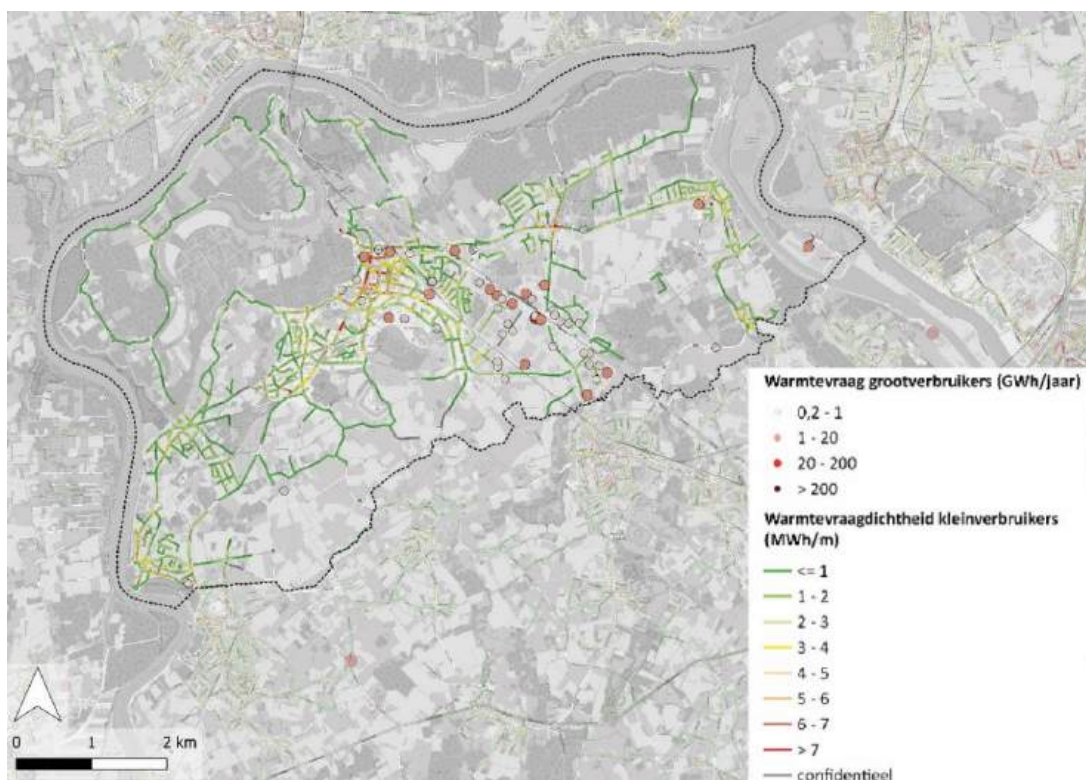 Warmtevraag grootverbruikers (GWh/jaar)
0,2 - 1
1 - 20
20 - 200
> 200
Warmtevraagdichtheid kleinverbruikers
(MWh/m)
<= 1
1 - 2
2 - 3
3 - 4
4 - 5
5 - 6
6 - 7
> 7
confidentieel
0 1 2 km